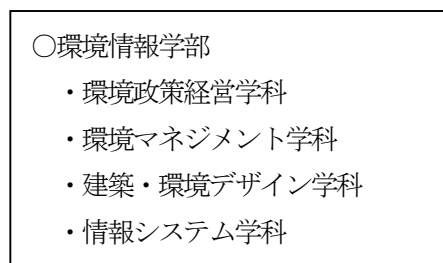 ○環境情報学部
・環境政策経営学科
・環境マネジメント学科
・建築・環境デザイン学科
・情報システム学科